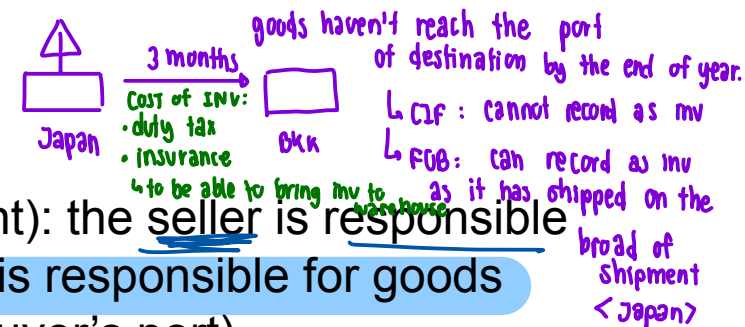 goods haven't reach the port
of destination by the end of year.
3 months
Japan
BKK
COST of INV:
• duty tax
• insurance
↳ to be able to bring inv to
warehouse
↳ CIF : cannot record as inv
↳ FOB : can record as inv
as it has shipped on the
broad of
shipment
<Japan>
nt): the seller is responsible
is responsible for goods
uyer's port)